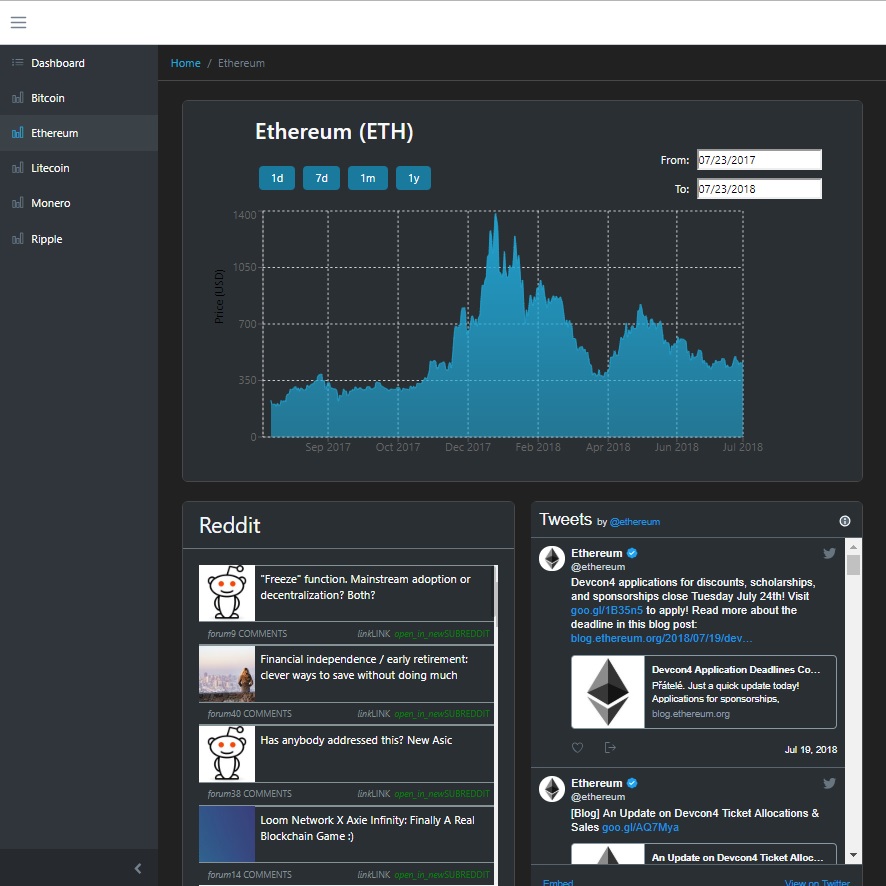 Home / Ethereum
Dashboard
Bitcoin
Ethereum
Litecoin
Monero
Ripple
Ethereum (ETH)
1d 7d 1m 1y
From: 07/23/2017
To: 07/23/2018
Price (USD)
1400
1050
700
350
0
Sep 2017 Oct 2017 Dec 2017 Feb 2018 Apr 2018 Jun 2018 Jul 2018
Reddit
"Freeze" function. Mainstream adoption or
decentralization? Both?
forum9 COMMENTS linkLINK open_in_newSUBREDDIT
Financial independence / early retirement:
clever ways to save without doing much
forum40 COMMENTS linkLINK open_in_newSUBREDDIT
Has anybody addressed this? New Asic
forum38 COMMENTS linkLINK open_in_newSUBREDDIT
Loom Network X Axie Infinity: Finally A Real
Blockchain Game :)
forum14 COMMENTS linkLINK open_in_newSUBREDDIT
Tweets by @ethereum
Ethereum
@ethereum
Devcon4 applications for discounts, scholarships,
and sponsorships close Tuesday July 24th! Visit
goo.gl/1B35n5 to apply! Read more about the
deadline in this blog post:
blog.ethereum.org/2018/07/19/dev…
Devcon4 Application Deadlines Co…
Přátelé. Just a quick update today!
Applications for sponsorships,
blog.ethereum.org
Jul 19, 2018
Ethereum
@ethereum
[Blog] An Update on Devcon4 Ticket Allocations &
Sales goo.gl/AQ7Mya
An Update on Devcon4 Ticket Alloc…
Embed View on Twitter